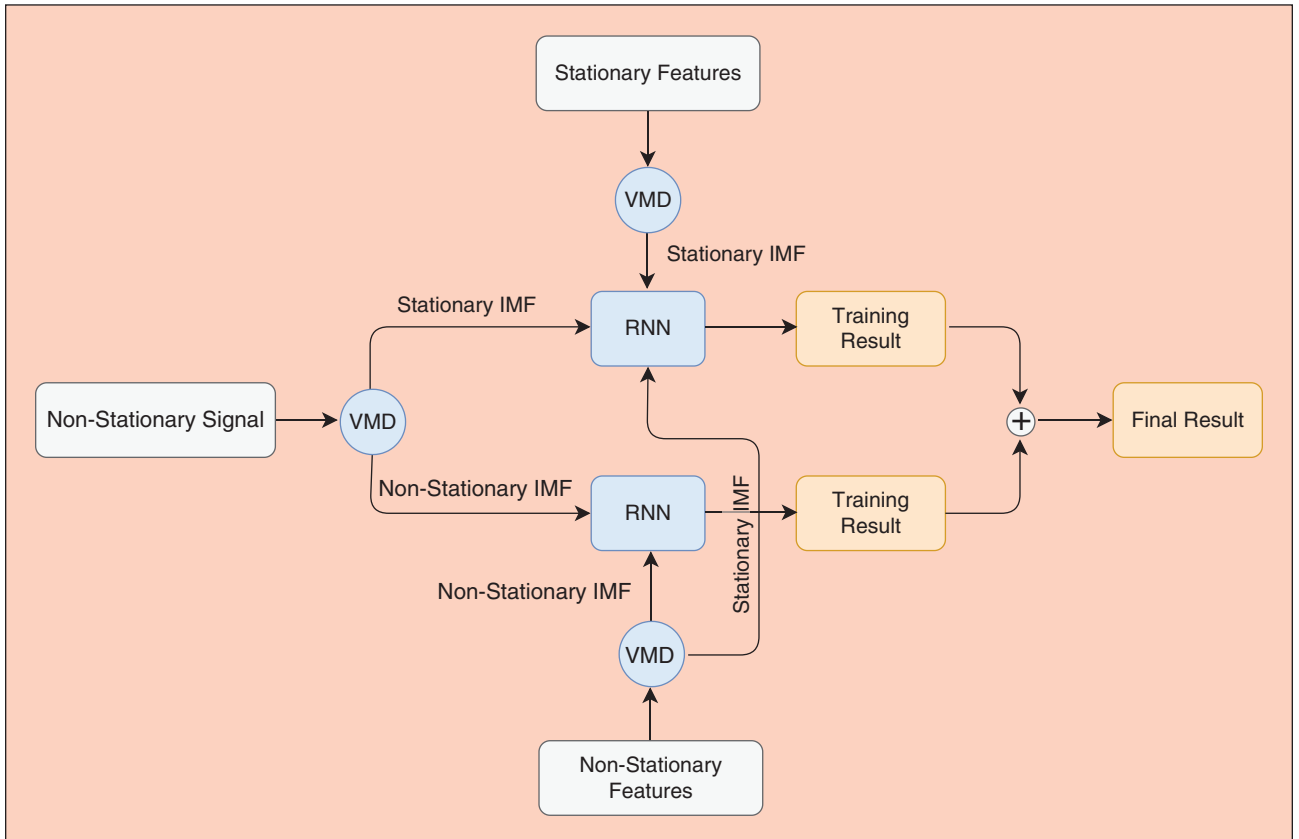 Stationary Features
VMD
Stationary IMF
Stationary IMF
RNN
Training
Result
Non-Stationary Signal
VMD
Final Result
Non-Stationary IMF
RNN
Stationary IMF
Training
Result
Non-Stationary IMF
VMD
Non-Stationary
Features